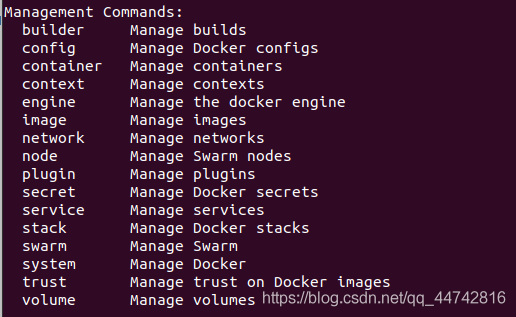 Management Commands:
builder     Manage builds
config      Manage Docker configs
container   Manage containers
context     Manage contexts
engine      Manage the docker engine
image       Manage images
network     Manage networks
node        Manage Swarm nodes
plugin      Manage plugins
secret      Manage Docker secrets
service     Manage services
stack       Manage Docker stacks
swarm       Manage Swarm
system      Manage Docker
trust       Manage trust on Docker images
volume      Manage volumes
https://blog.csdn.net/qq_44742816